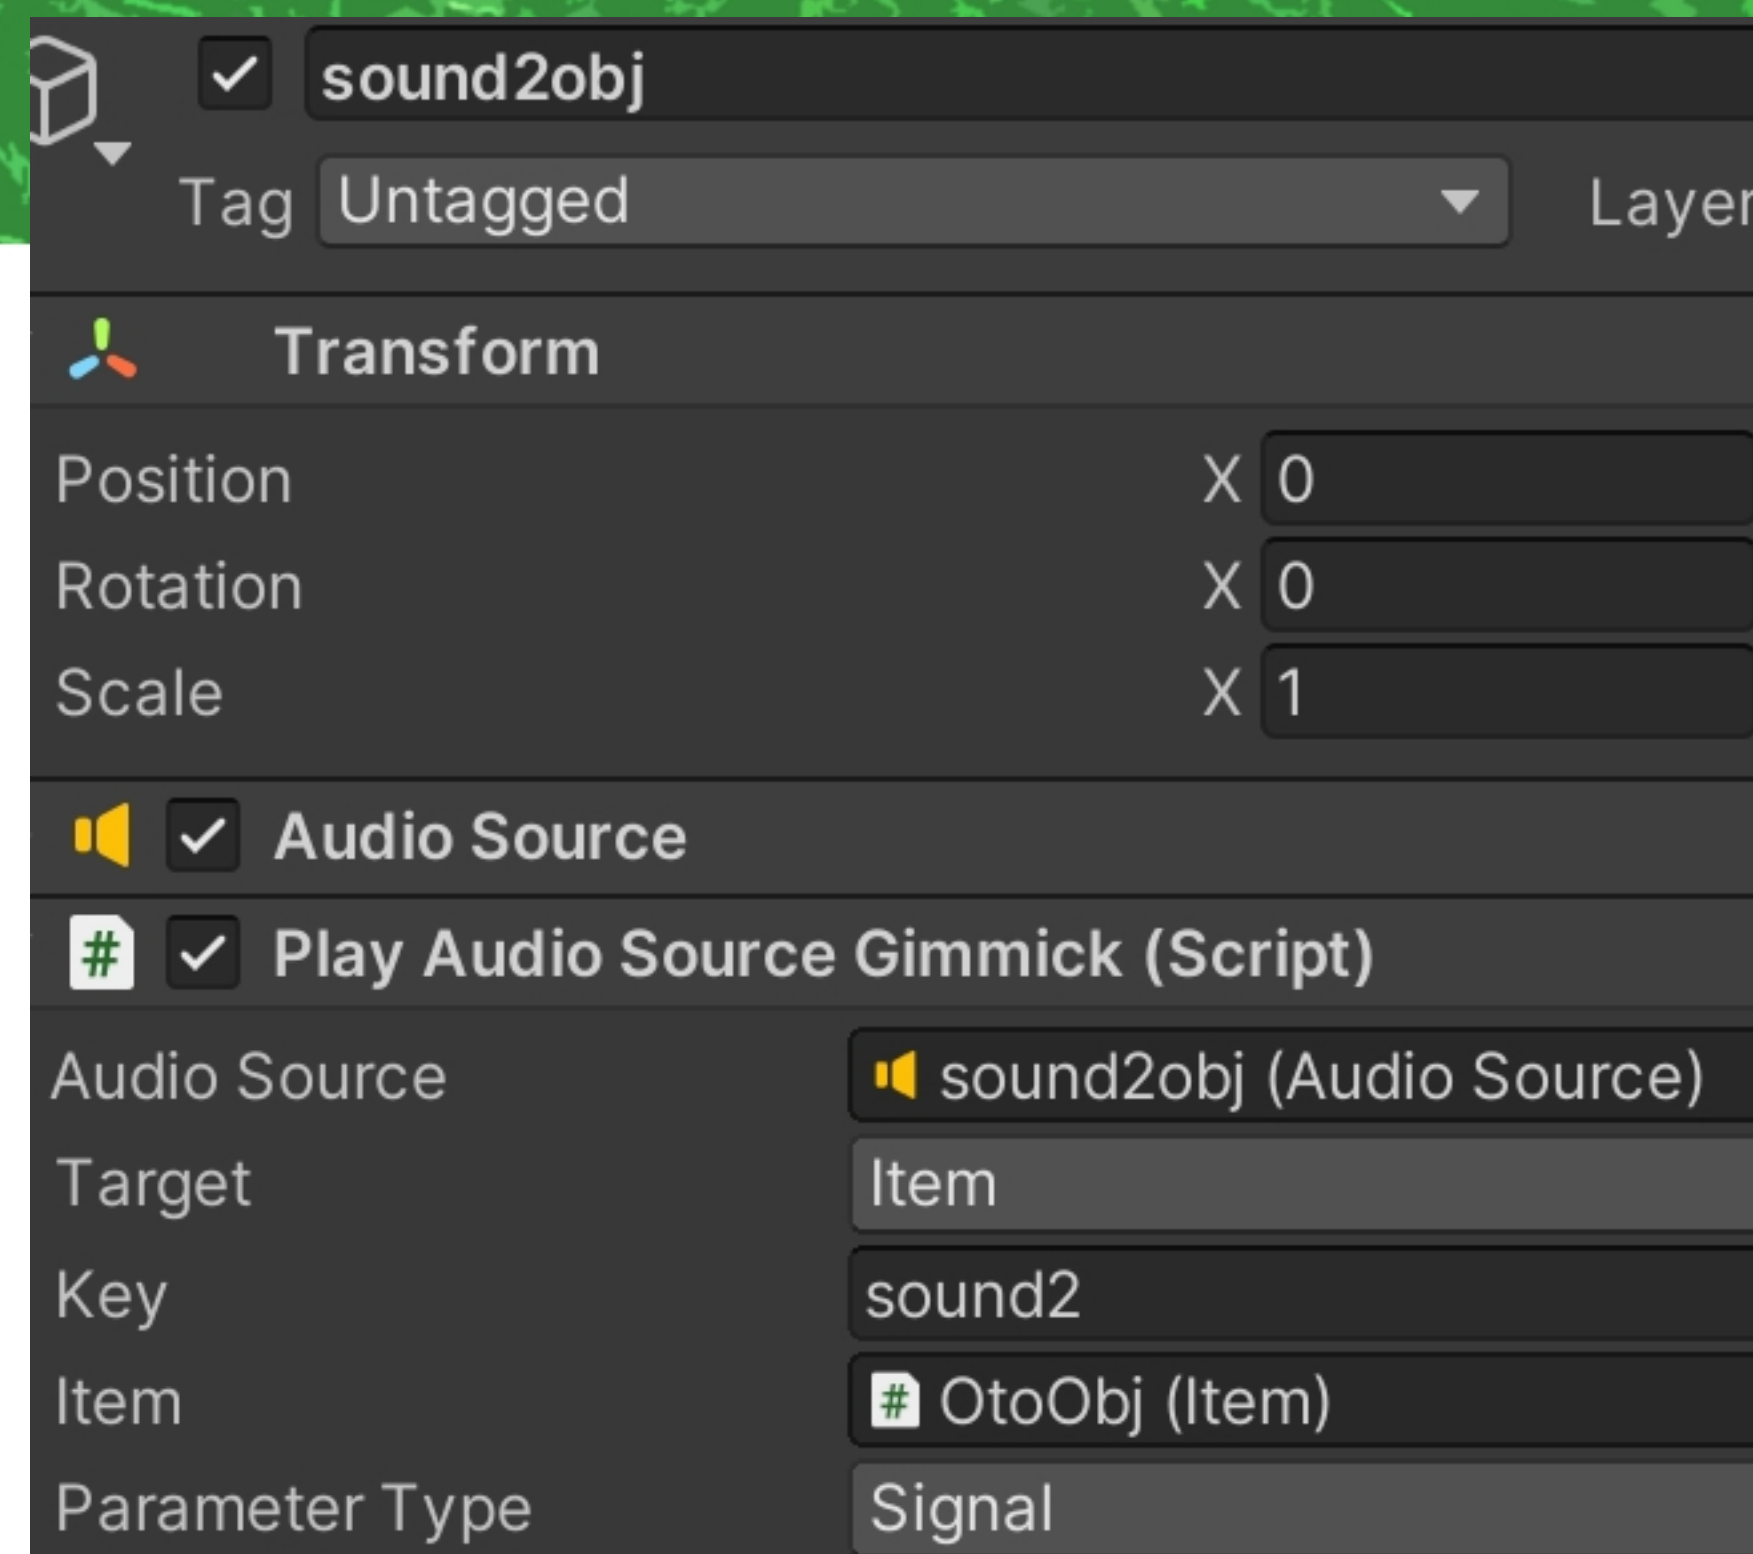 sound2obj
Tag Untagged Layer
Transform
Position X 0
Rotation X 0
Scale X 1
Audio Source
# Play Audio Source Gimmick (Script)
Audio Source sound2obj (Audio Source)
Target Item
Key sound2
Item # OtoObj (Item)
Parameter Type Signal